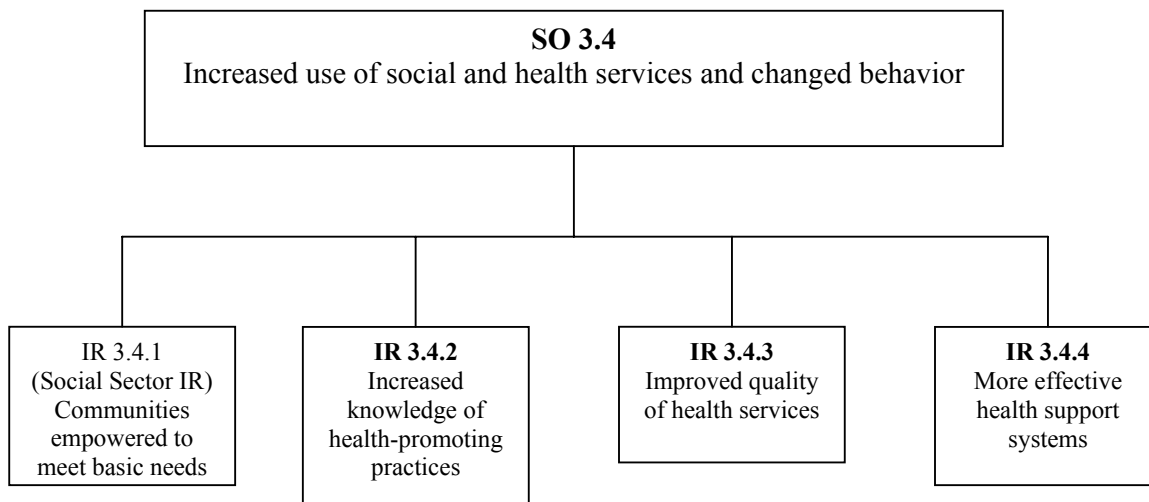 SO 3.4
Increased use of social and health services and changed behavior
IR 3.4.1
(Social Sector IR)
Communities
empowered to
meet basic needs
IR 3.4.2
Increased
knowledge of
health-promoting
practices
IR 3.4.3
Improved quality
of health services
IR 3.4.4
More effective
health support
systems